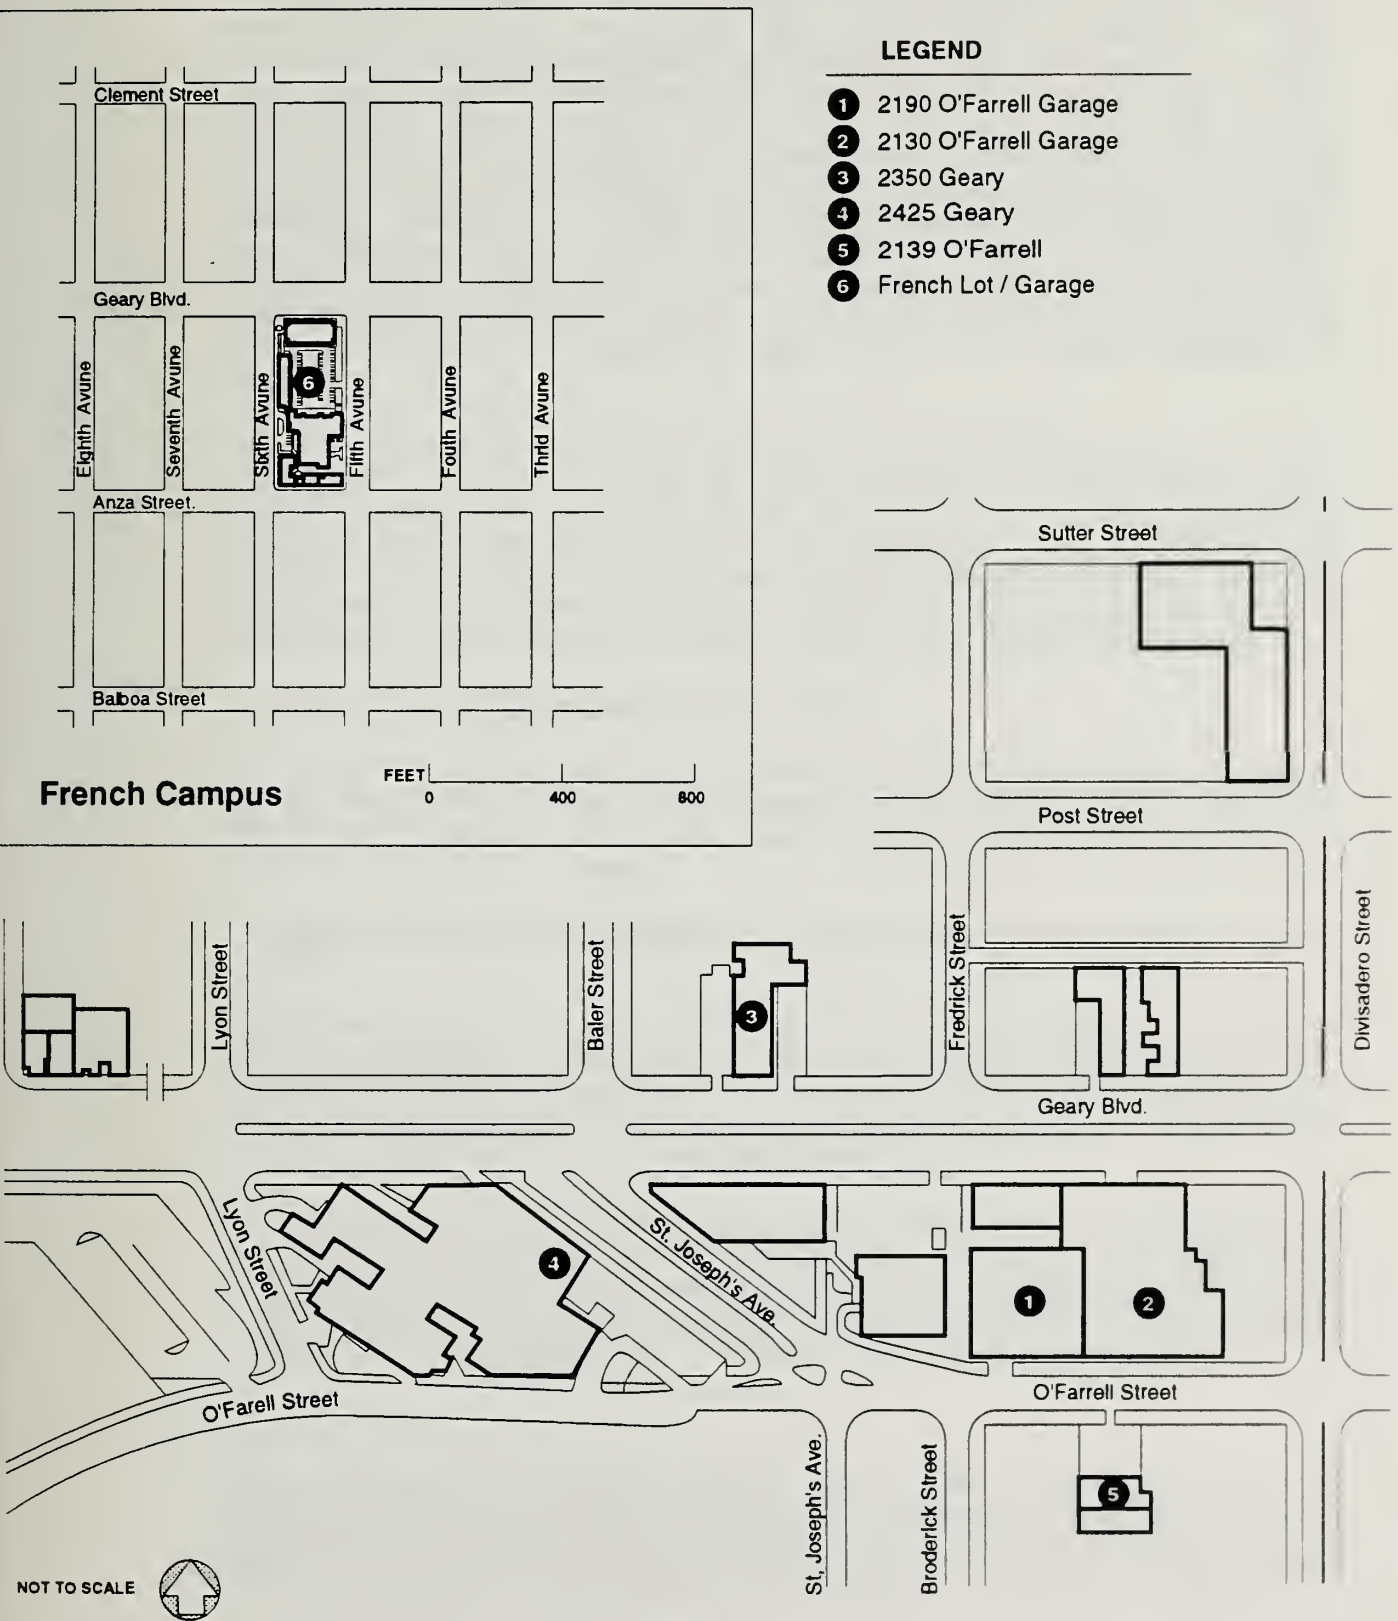 LEGEND
1 2190 O'Farrell Garage
2 2130 O'Farrell Garage
3 2350 Geary
4 2425 Geary
5 2139 O'Farrell
6 French Lot / Garage
Clement Street
Geary Blvd.
Eighth Avune
Seventh Avune
Sixth Avune
6
Fifth Avune
Fouth Avune
Thrid Avune
Anza Street.
Balboa Street
French Campus
FEET
0 400 800
Sutter Street
Post Street
Lyon Street
Baler Street
3
Fredrick Street
Divisadero Street
Geary Blvd.
Lyon Street
4
St. Joseph's Ave.
1
2
O'Farell Street
O'Farrell Street
St, Joseph's Ave.
Broderick Street
5
NOT TO SCALE